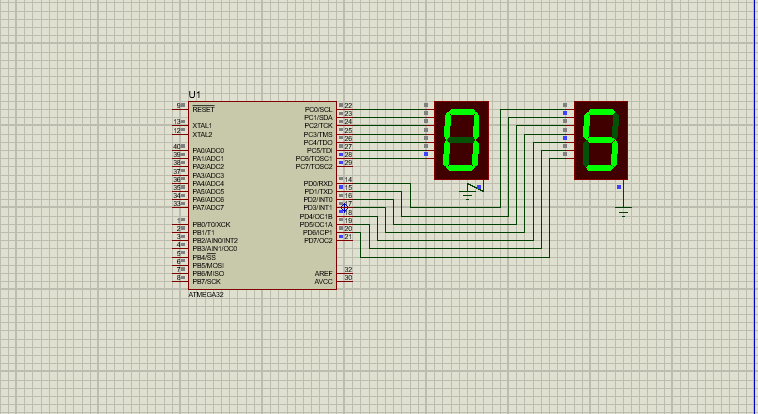 U1
9 RESET PC0/SCL 22
PC1/SDA 23
13 XTAL1 PC2/TCK 24
12 XTAL2 PC3/TMS 25
PC4/TDO 26
40 PA0/ADC0 PC5/TDI 27
39 PA1/ADC1 PC6/TOSC1 28
38 PA2/ADC2 PC7/TOSC2 29
37 PA3/ADC3
36 PA4/ADC4 PD0/RXD 14
35 PA5/ADC5 PD1/TXD 15
34 PA6/ADC6 PD2/INT0 16
33 PA7/ADC7 PD3/INT1 17
PD4/OC1B 18
1 PB0/T0/XCK PD5/OC1A 19
2 PB1/T1 PD6/ICP1 20
3 PB2/AIN0/INT2 PD7/OC2 21
4 PB3/AIN1/OC0
5 PB4/SS
6 PB5/MOSI
7 PB6/MISO AREF 32
8 PB7/SCK AVCC 30
ATMEGA32
0 5